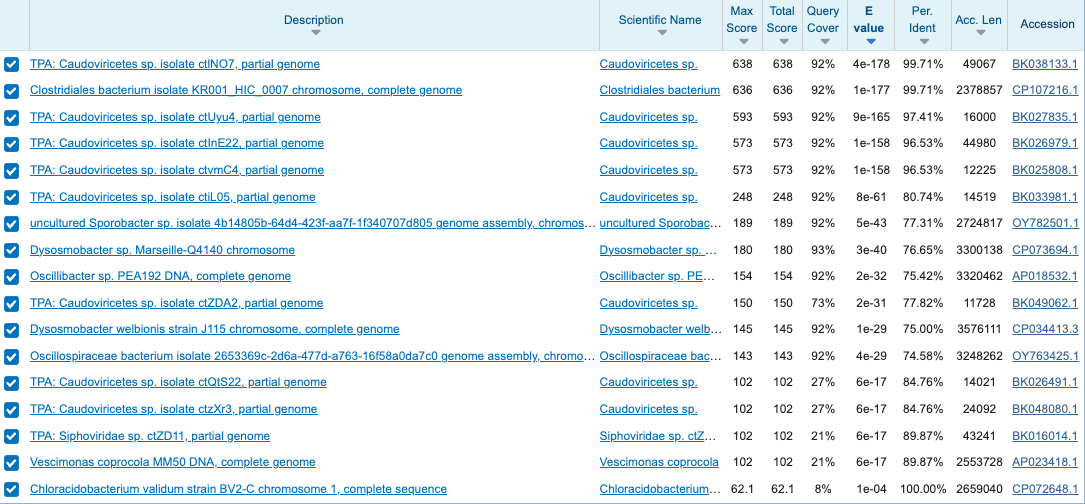 Description Scientific Name Max Score Total Score Query Cover E value Per. Ident Acc. Len Accession
TPA: Caudoviricetes sp. isolate ctlNO7, partial genome Caudoviricetes sp. 638 638 92% 4e-178 99.71% 49067 BK038133.1
Clostridiales bacterium isolate KR001_HIC_0007 chromosome, complete genome Clostridiales bacterium 636 636 92% 1e-177 99.71% 2378857 CP107216.1
TPA: Caudoviricetes sp. isolate ctUyu4, partial genome Caudoviricetes sp. 593 593 92% 9e-165 97.41% 16000 BK027835.1
TPA: Caudoviricetes sp. isolate ctInE22, partial genome Caudoviricetes sp. 573 573 92% 1e-158 96.53% 44980 BK026979.1
TPA: Caudoviricetes sp. isolate ctvmC4, partial genome Caudoviricetes sp. 573 573 92% 1e-158 96.53% 12225 BK025808.1
TPA: Caudoviricetes sp. isolate ctiL05, partial genome Caudoviricetes sp. 248 248 92% 8e-61 80.74% 14519 BK033981.1
uncultured Sporobacter sp. isolate 4b14805b-64d4-423f-aa7f-1f340707d805 genome assembly, chromos... uncultured Sporobac... 189 189 92% 5e-43 77.31% 2724817 OY782501.1
Dysosmobacter sp. Marseille-Q4140 chromosome Dysosmobacter sp. ... 180 180 93% 3e-40 76.65% 3300138 CP073694.1
Oscillibacter sp. PEA192 DNA, complete genome Oscillibacter sp. PE... 154 154 92% 2e-32 75.42% 3320462 AP018532.1
TPA: Caudoviricetes sp. isolate ctZDA2, partial genome Caudoviricetes sp. 150 150 73% 2e-31 77.82% 11728 BK049062.1
Dysosmobacter welbionis strain J115 chromosome, complete genome Dysosmobacter welb... 145 145 92% 1e-29 75.00% 3576111 CP034413.3
Oscillospiraceae bacterium isolate 2653369c-2d6a-477d-a763-16f58a0da7c0 genome assembly, chromo... Oscillospiraceae bac... 143 143 92% 4e-29 74.58% 3248262 OY763425.1
TPA: Caudoviricetes sp. isolate ctQtS22, partial genome Caudoviricetes sp. 102 102 27% 6e-17 84.76% 14021 BK026491.1
TPA: Caudoviricetes sp. isolate ctzXr3, partial genome Caudoviricetes sp. 102 102 27% 6e-17 84.76% 24092 BK048080.1
TPA: Siphoviridae sp. ctZD11, partial genome Siphoviridae sp. ctZ... 102 102 21% 6e-17 89.87% 43241 BK016014.1
Vescimonas coprocola MM50 DNA, complete genome Vescimonas coprocola 102 102 21% 6e-17 89.87% 2553728 AP023418.1
Chloracidobacterium validum strain BV2-C chromosome 1, complete sequence Chloracidobacterium... 62.1 62.1 8% 1e-04 100.00% 2659040 CP072648.1